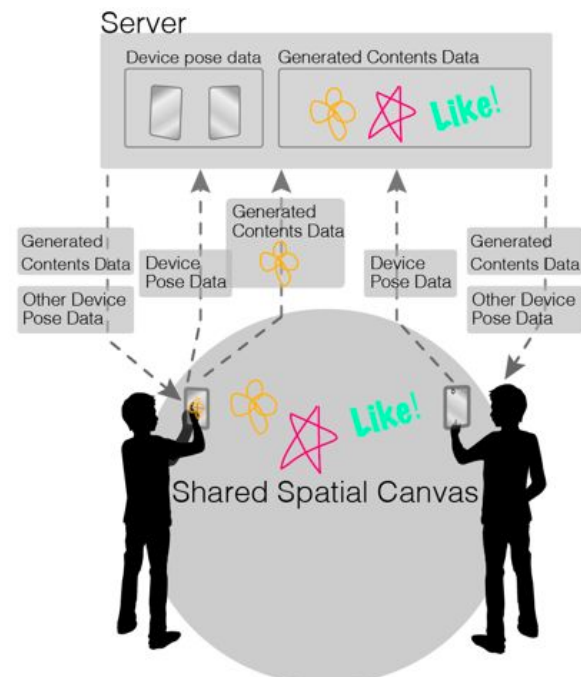 Server
Device pose data
Generated Contents Data
Like!
Generated
Contents Data
Generated
Contents Data
Device
Pose Data
Device
Pose Data
Generated
Contents Data
Other Device
Pose Data
Other Device
Pose Data
Like!
Shared Spatial Canvas